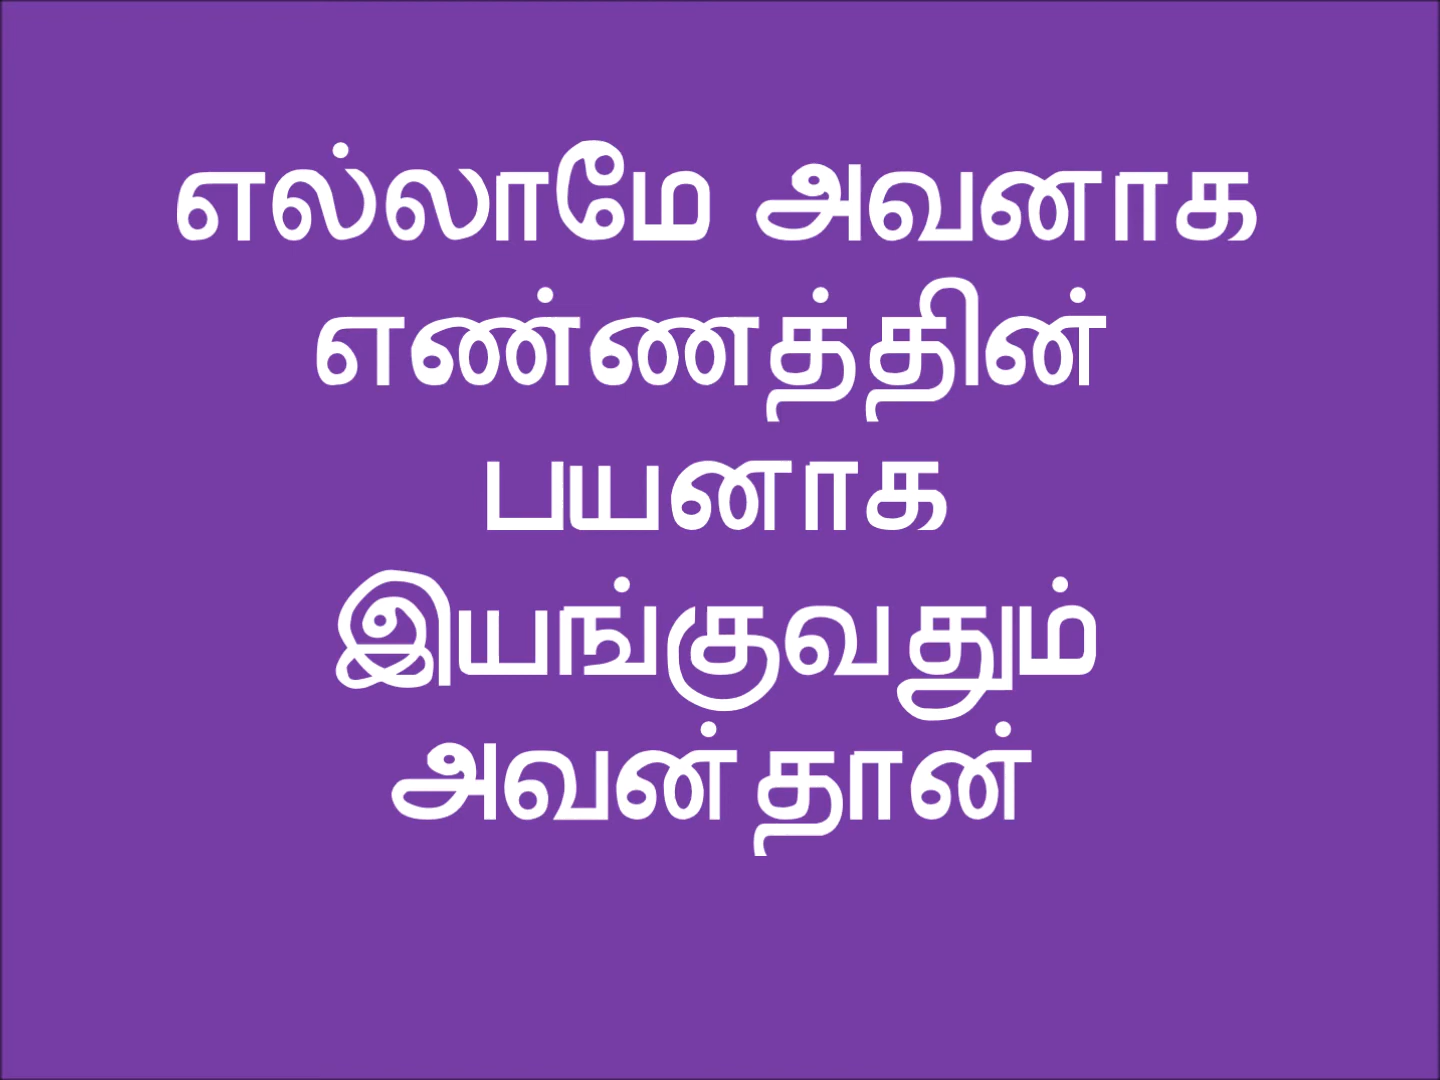 எல்லாமே அவனாக
எண்ணத்தின்
பயனாக
இயங்குவதும்
அவன்தான்